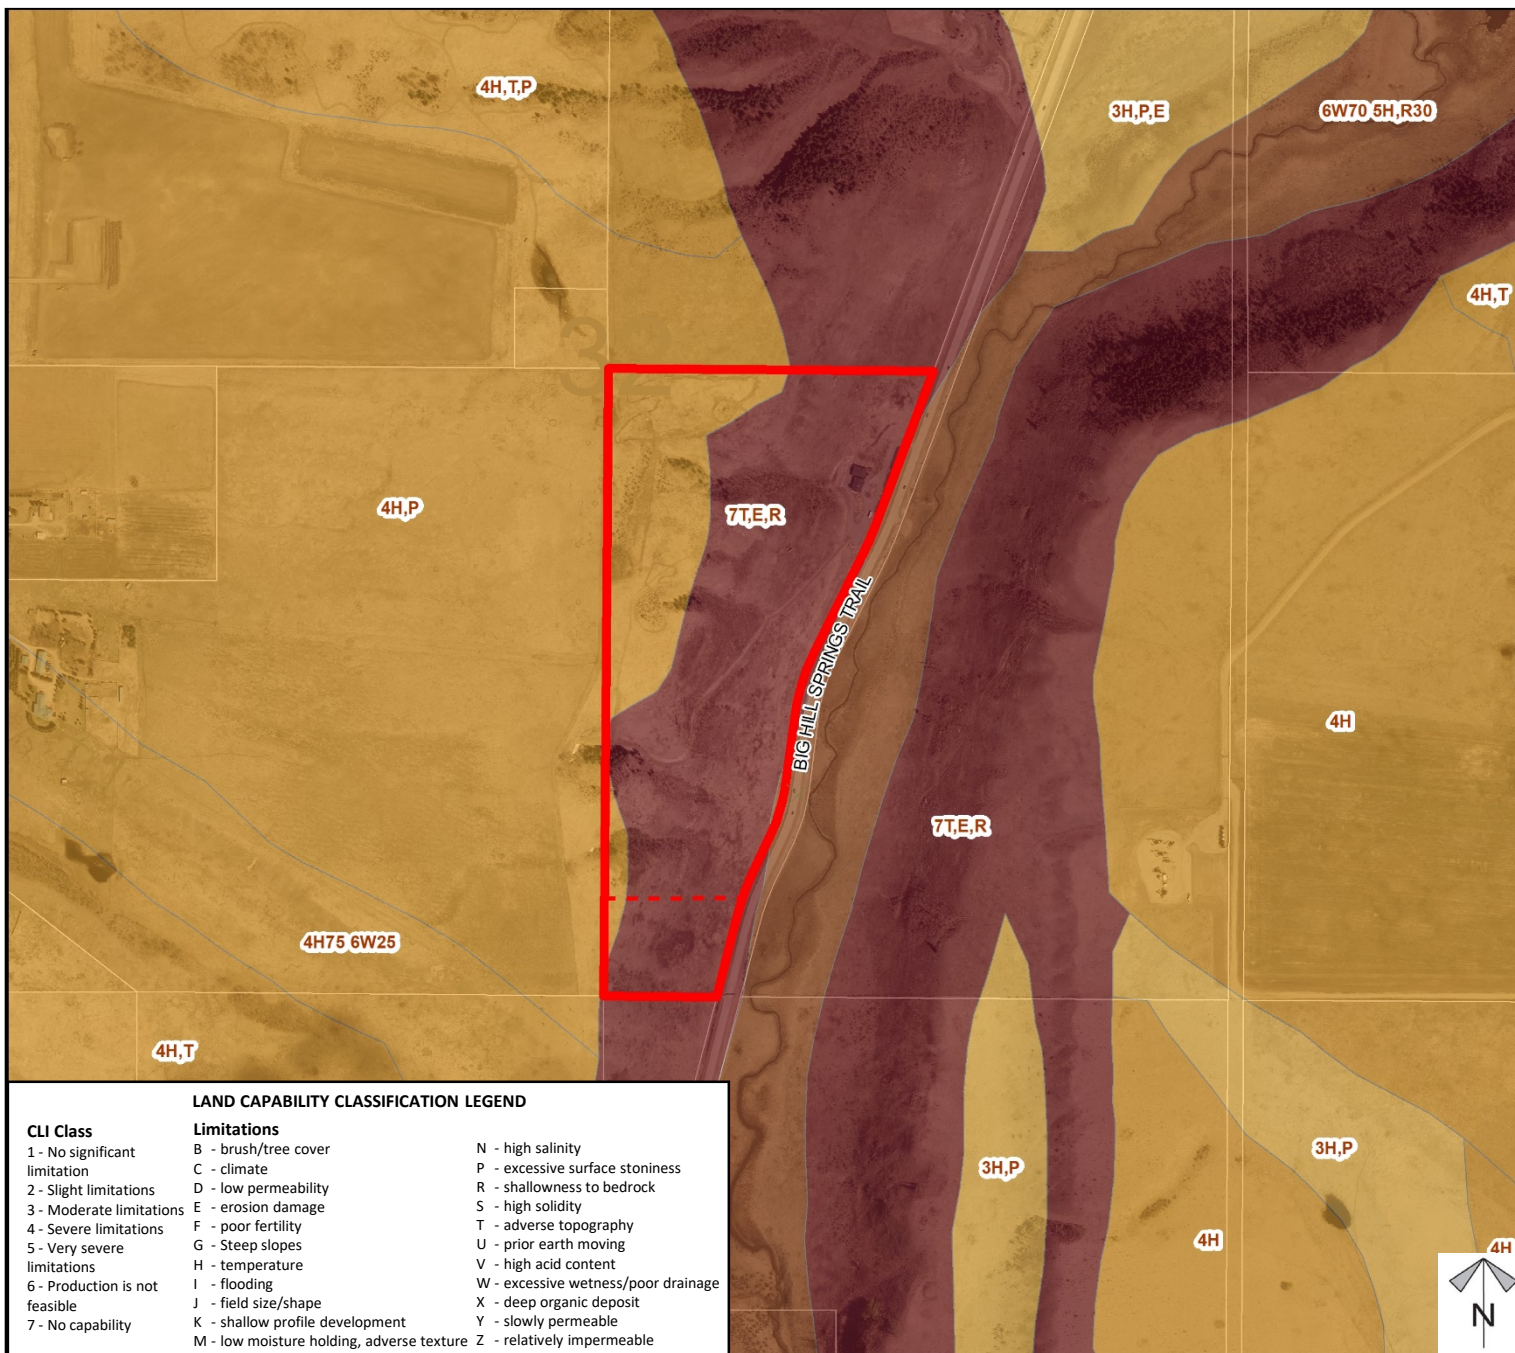 4H,T,P
3H,P,E
6W70 5H,R30
4H,T
32
4H,P
7T,E,R
BIG HILL SPRINGS TRAIL
4H
7T,E,R
4H75 6W25
4H,T
3H,P
3H,P
4H
4H
N
LAND CAPABILITY CLASSIFICATION LEGEND
CLI Class
1 - No significant
limitation
2 - Slight limitations
3 - Moderate limitations
4 - Severe limitations
5 - Very severe
limitations
6 - Production is not
feasible
7 - No capability
Limitations
B - brush/tree cover
C - climate
D - low permeability
E - erosion damage
F - poor fertility
G - Steep slopes
H - temperature
I - flooding
J - field size/shape
K - shallow profile development
M - low moisture holding, adverse texture
N - high salinity
P - excessive surface stoniness
R - shallowness to bedrock
S - high solidity
T - adverse topography
U - prior earth moving
V - high acid content
W - excessive wetness/poor drainage
X - deep organic deposit
Y - slowly permeable
Z - relatively impermeable